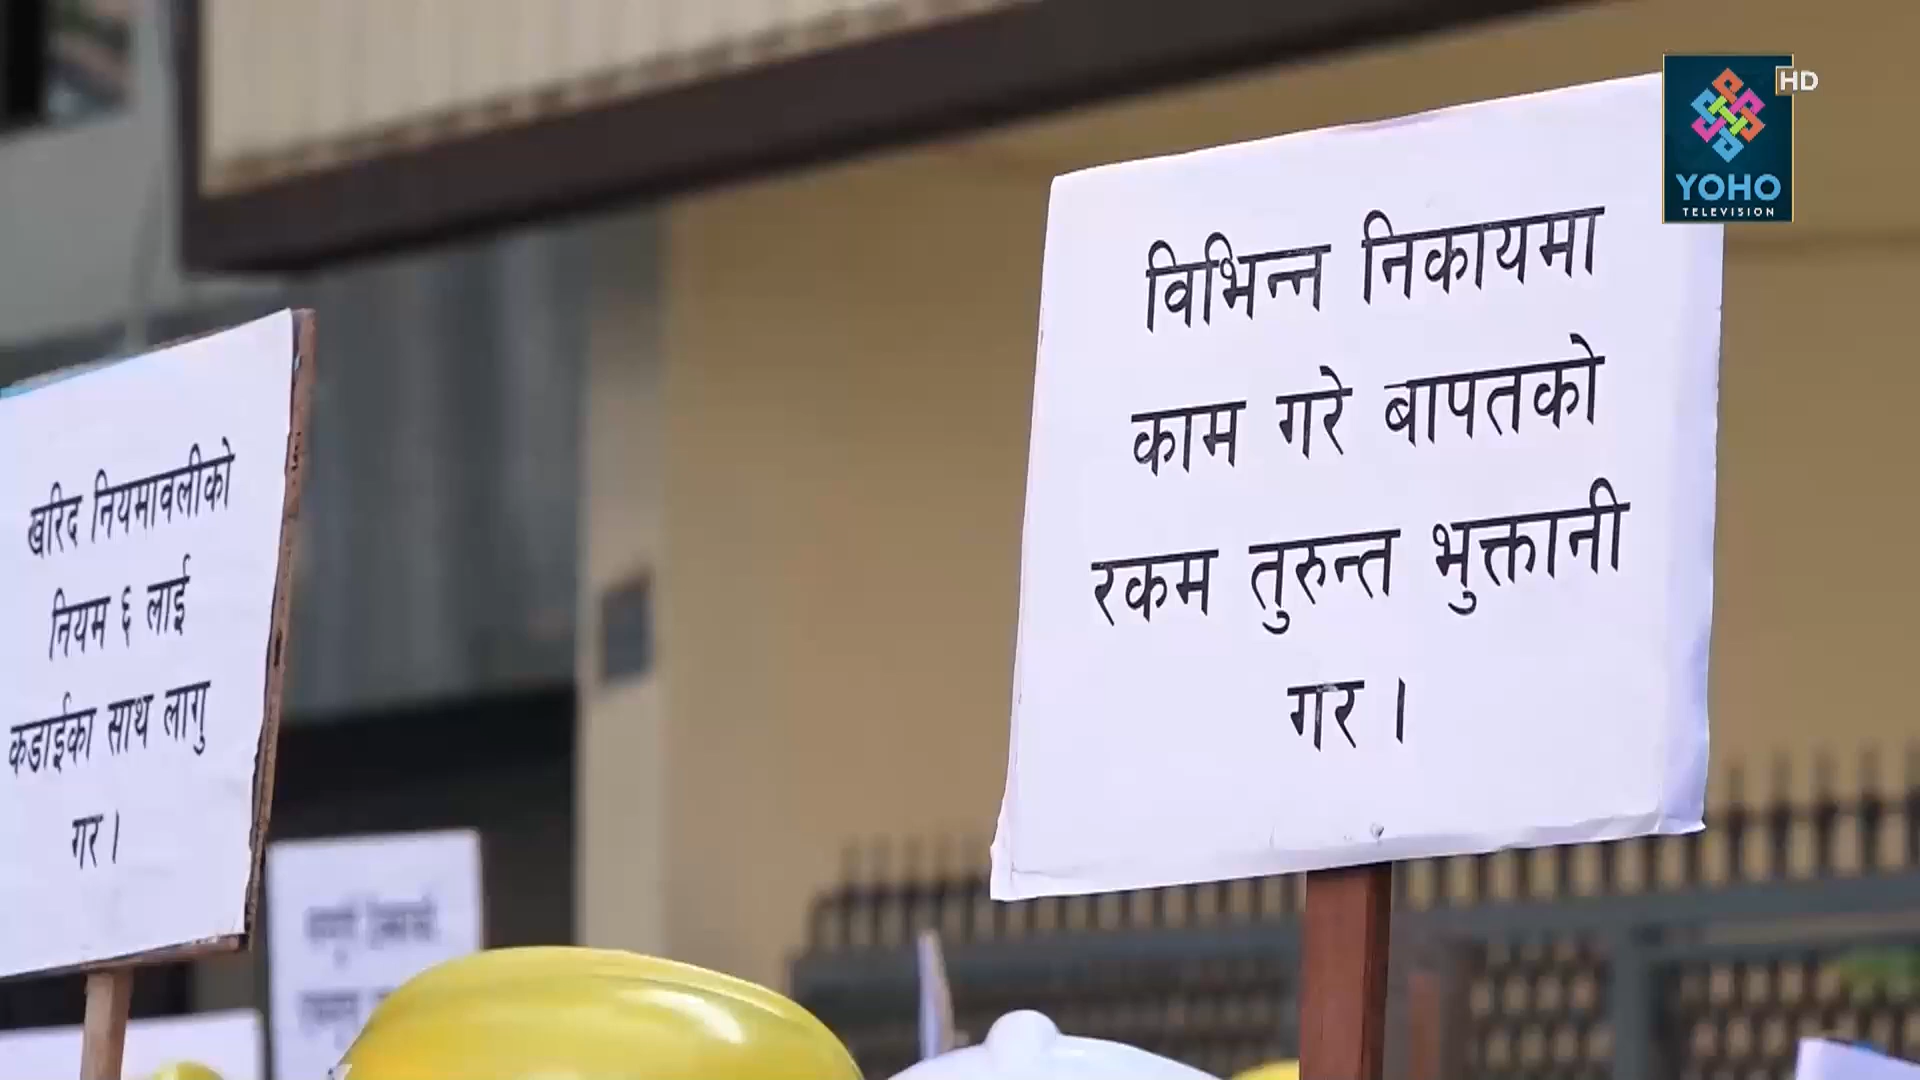 खरिद नियमावलीको
नियम ६ लाई
कडाईका साथ लागु
गर ।
विभिन्न निकायमा
काम गरे बापतको
रकम तुरुन्त भुक्तानी
गर ।
HD
YOHO
TELEVISION